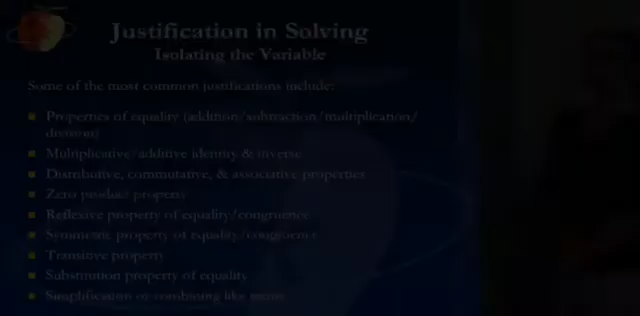 Justification in Solving
Isolating the Variable
Some of the most common justifications include:
Properties of equality (addition/subtraction/multiplication/
division)
Multiplicative/additive identity & inverse
Distributive, commutative, & associative properties
Zero product property
Reflexive property of equality/congruence
Symmetric property of equality/congruence
Transitive property
Substitution property of equality
Simplification or combining like terms